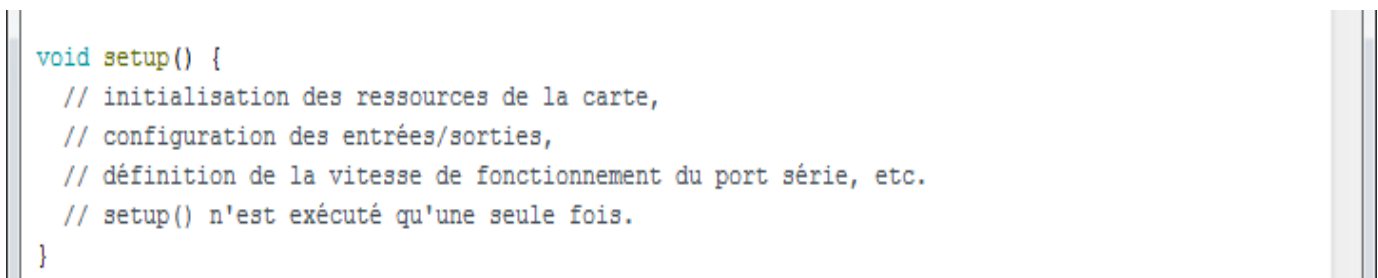 void setup() {
  // initialisation des ressources de la carte,
  // configuration des entrées/sorties,
  // définition de la vitesse de fonctionnement du port série, etc.
  // setup() n'est exécuté qu'une seule fois.
}